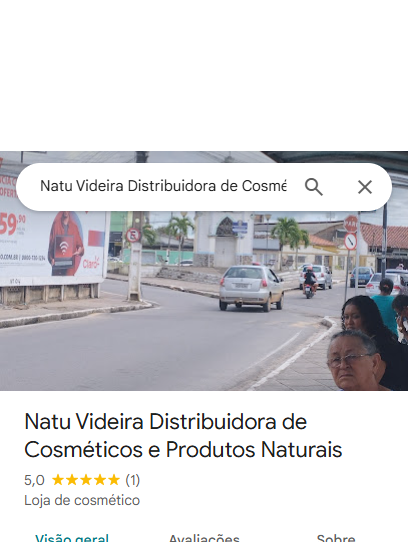 Natu Videira Distribuidora de Cosmé
59,90
Claro
Natu Videira Distribuidora de
Cosméticos e Produtos Naturais
5,0 ★★★★★ (1)
Loja de cosmético
Visão geral Avaliações Sobre